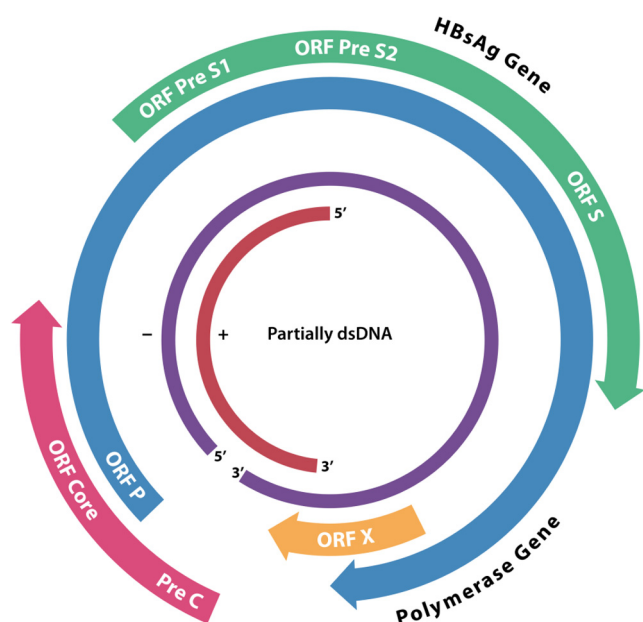 HBsAg Gene
ORF Pre S1
ORF Pre S2
ORF S
5′
−
+
Partially dsDNA
5′
3′
3′
ORF P
ORF Core
Pre C
ORF X
Polymerase Gene